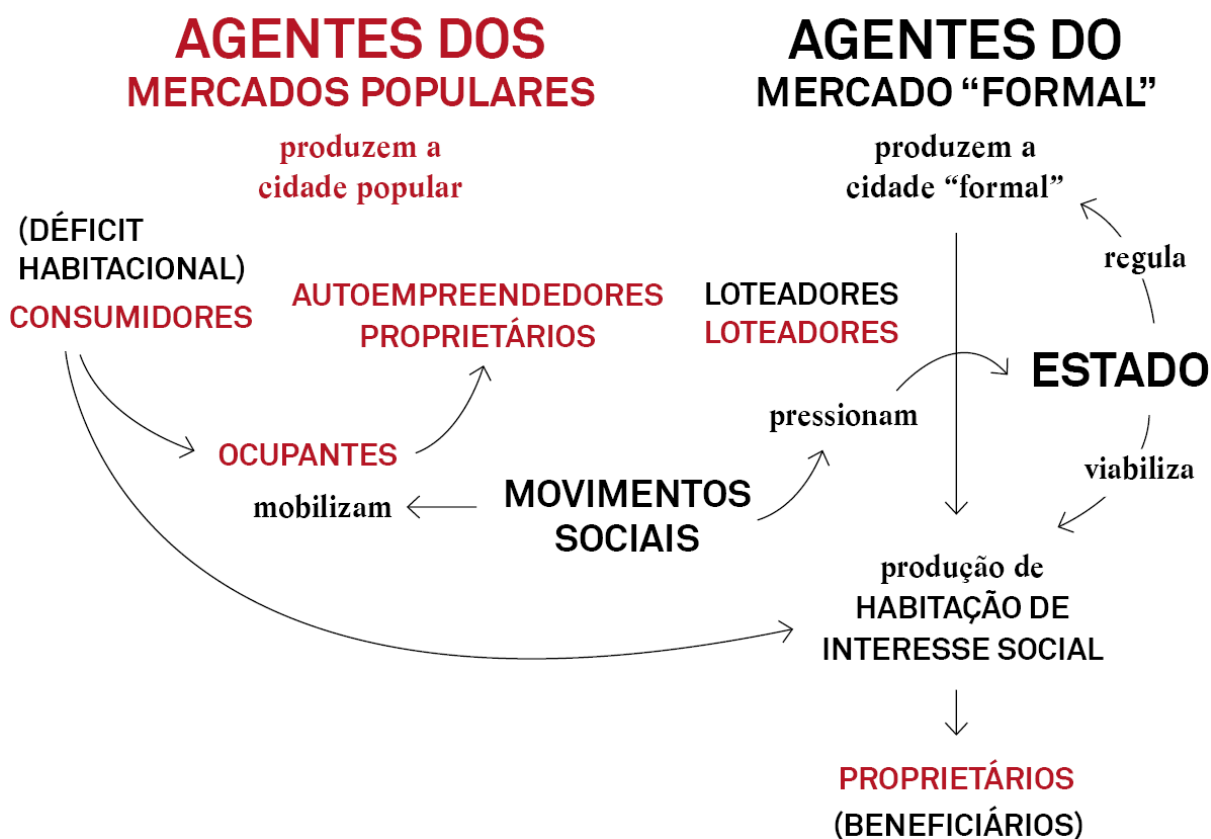 AGENTES DOS
MERCADOS POPULARES
produzem a
cidade popular
AGENTES DO
MERCADO “FORMAL”
produzem a
cidade “formal”
(DÉFICIT
HABITACIONAL)
CONSUMIDORES
AUTOEMPREENDEDORES
PROPRIETÁRIOS
LOTEADORES
LOTEADORES
regula
ESTADO
pressionam
viabiliza
OCUPANTES
mobilizam
MOVIMENTOS
SOCIAIS
produção de
HABITAÇÃO DE
INTERESSE SOCIAL
PROPRIETÁRIOS
(BENEFICIÁRIOS)